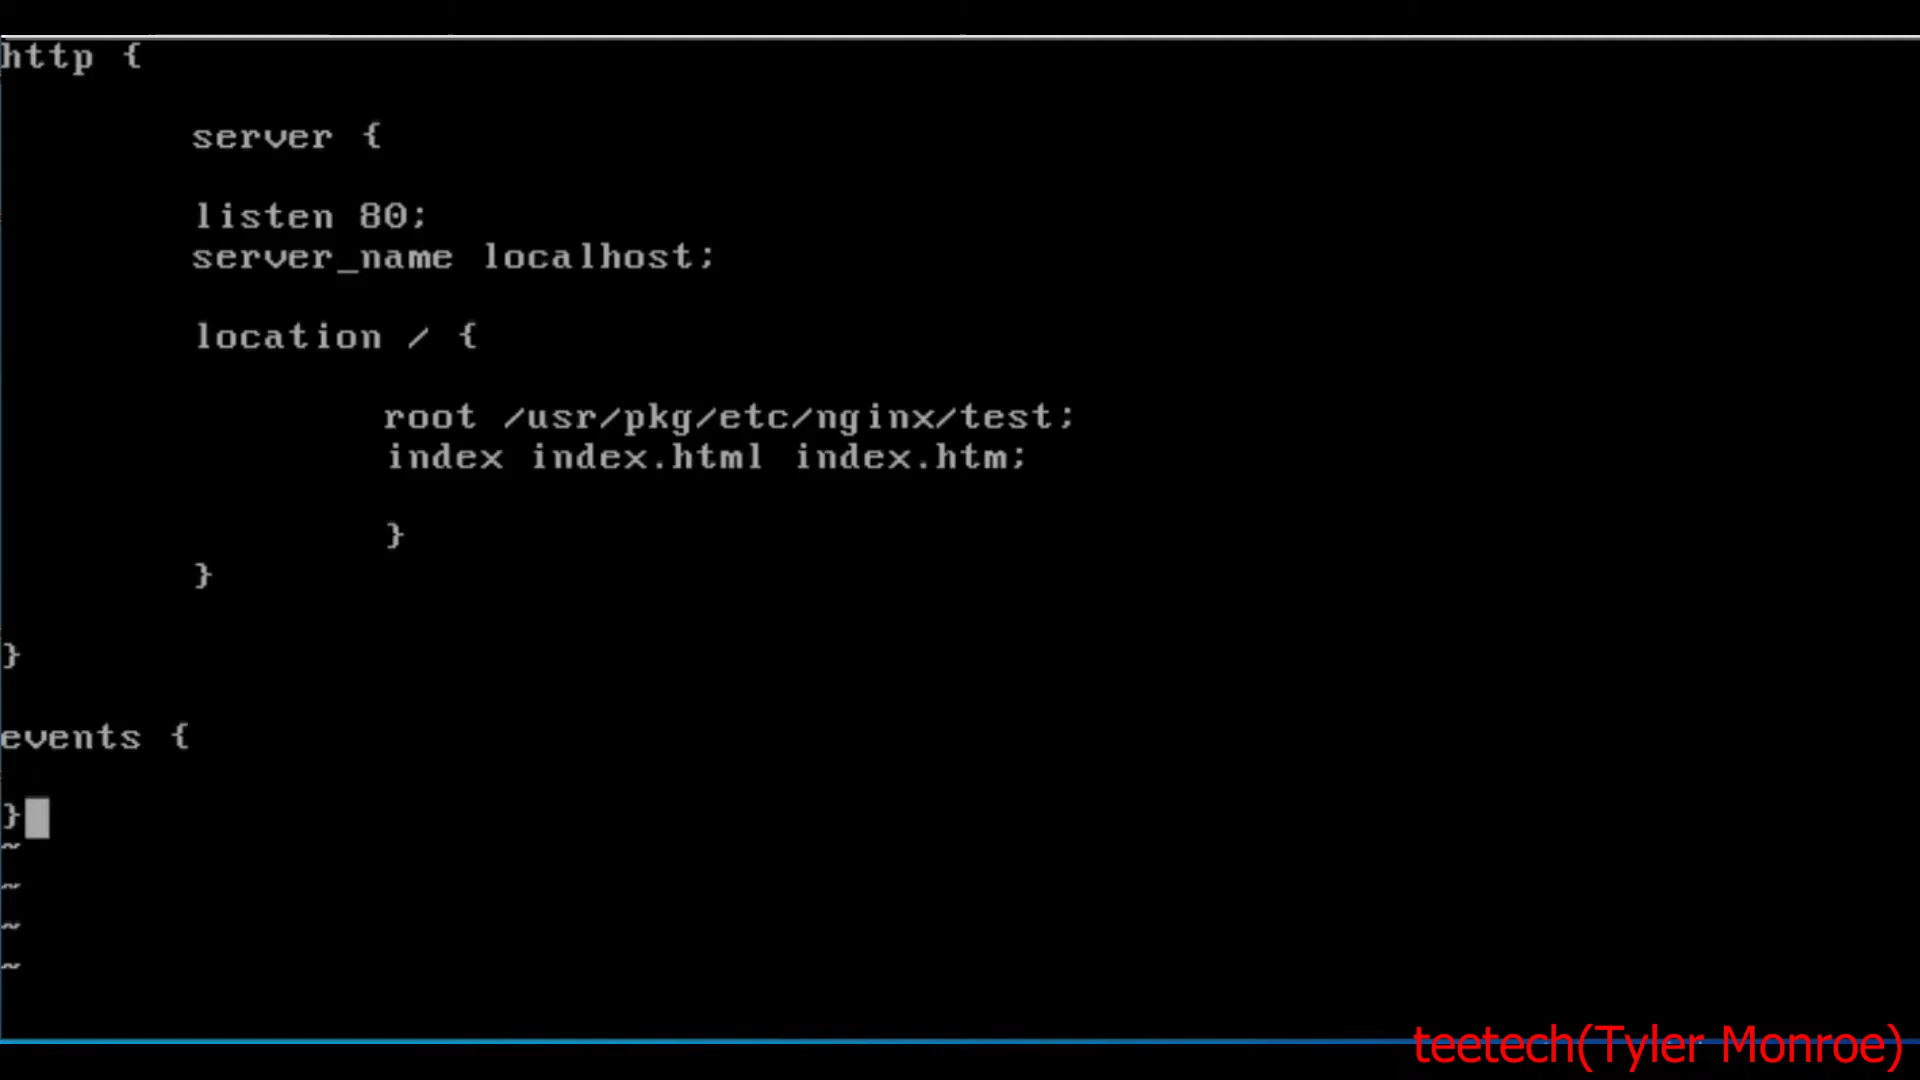 http {
server {
listen 80;
server_name localhost;
location / {
root /usr/pkg/etc/nginx/test;
index index.html index.htm;
}
}
}
events {
}
~
~
~
~
teetech(Tyler Monroe)